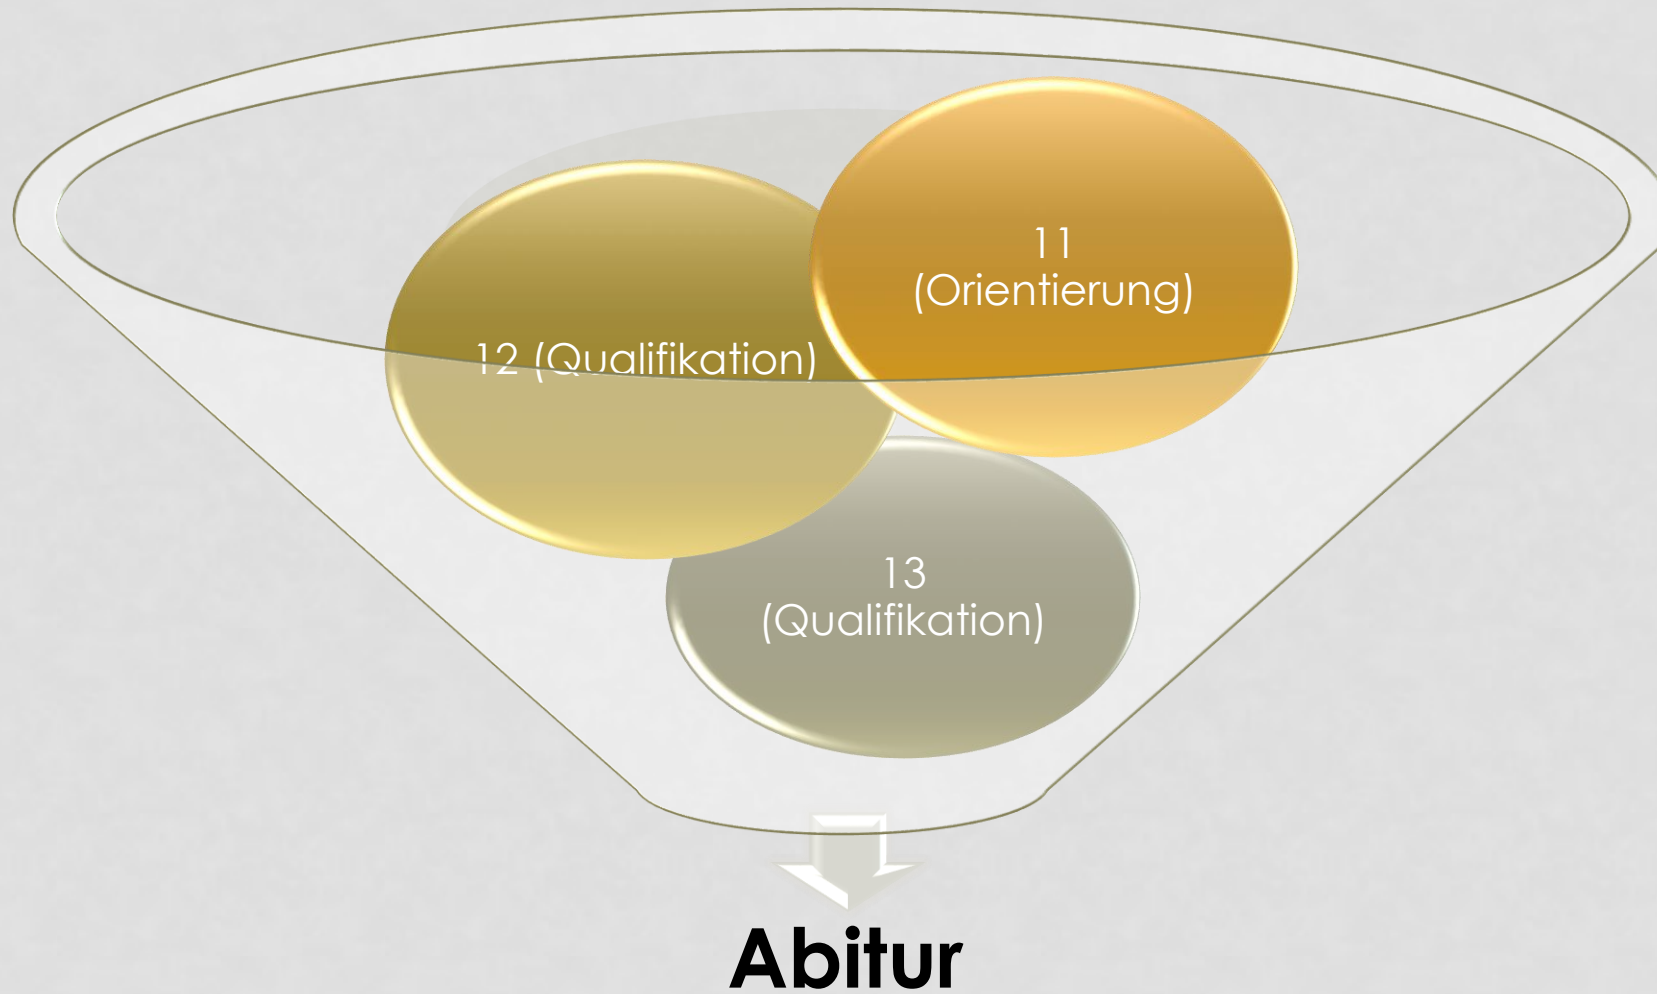 11
(Orientierung)
12 (Qualifikation)
13
(Qualifikation)
Abitur